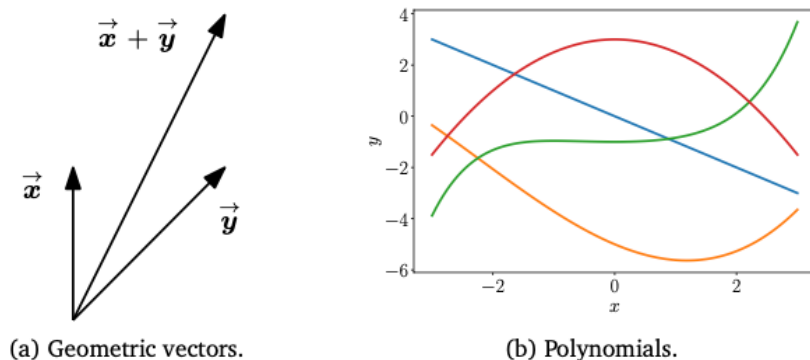 x⃗ + y⃗
x⃗
y⃗
(a) Geometric vectors.
4
2
0
−2
−4
−6
y
−2 0 2
x
(b) Polynomials.